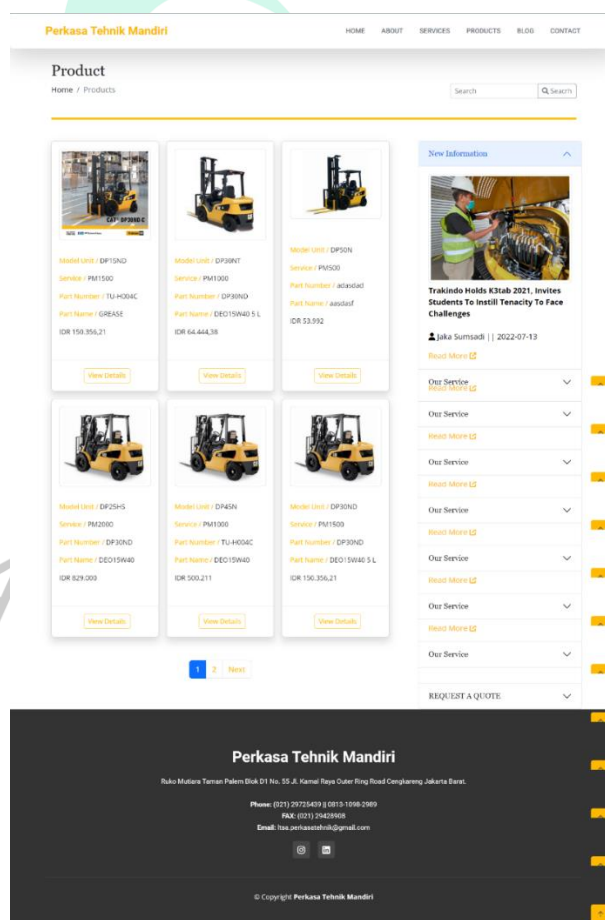 Perkasa Tehnik Mandiri
HOME ABOUT SERVICES PRODUCTS BLOG CONTACT
Product
Home / Products
Search
Seacrh
CAT DP30ND-C
Model Unit / DP15ND
Service / PM1500
Part Number / TU-H004C
Part Name / GREASE
IDR 150.356,21
View Details
Model Unit / DP38NT
Service / PM1000
Part Number / DP30ND
Part Name / DEO15W40 5 L
IDR 64.444,38
View Details
Model Unit / DP50N
Service / PM500
Part Number / adasdad
Part Name / aasdasf
IDR 53.992
View Details
Model Unit / DP25HS
Service / PM2000
Part Number / DP30ND
Part Name / DEO15W40
IDR 829.000
View Details
Model Unit / DP45N
Service / PM1000
Part Number / TU-H004C
Part Name / DEO15W40
IDR 500.211
View Details
Model Unit / DP30ND
Service / PM1500
Part Number / DP30ND
Part Name / DEO15W40 5 L
IDR 150.356,21
View Details
1 2 Next
New Information
Trakindo Holds K3tab 2021, Invites
Students To Instill Tenacity To Face
Challenges
Jaka Sumsadi || 2022-07-13
Read More
Our Service
Read More
Our Service
Read More
Our Service
Read More
Our Service
Read More
Our Service
Read More
Our Service
Read More
Our Service
REQUEST A QUOTE
Perkasa Tehnik Mandiri
Ruko Mutiara Taman Palem Blok D1 No. 55 Jl. Kamal Raya Outer Ring Road Cengkareng Jakarta Barat.
Phone: (021) 29725439 || 0813-1098-2989
FAX: (021) 29428908
Email: ltsa.perkasatehnik@gmail.com
© Copyright Perkasa Tehnik Mandiri